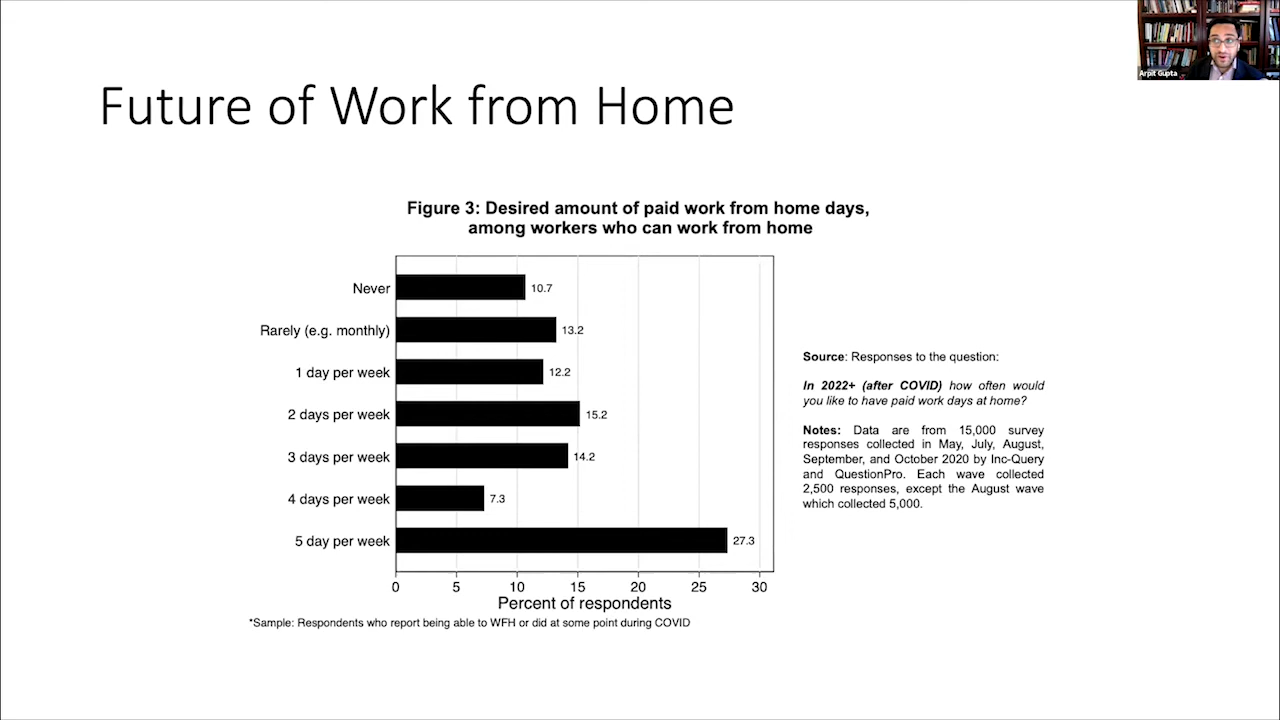 Arpit Gupta
Future of Work from Home
Figure 3: Desired amount of paid work from home days,
among workers who can work from home
Never 10.7
Rarely (e.g. monthly) 13.2
1 day per week 12.2
2 days per week 15.2
3 days per week 14.2
4 days per week 7.3
5 day per week 27.3
0 5 10 15 20 25 30
Percent of respondents
*Sample: Respondents who report being able to WFH or did at some point during COVID
Source: Responses to the question:
In 2022+ (after COVID) how often would
you like to have paid work days at home?
Notes: Data are from 15,000 survey
responses collected in May, July, August,
September, and October 2020 by Inc-Query
and QuestionPro. Each wave collected
2,500 responses, except the August wave
which collected 5,000.